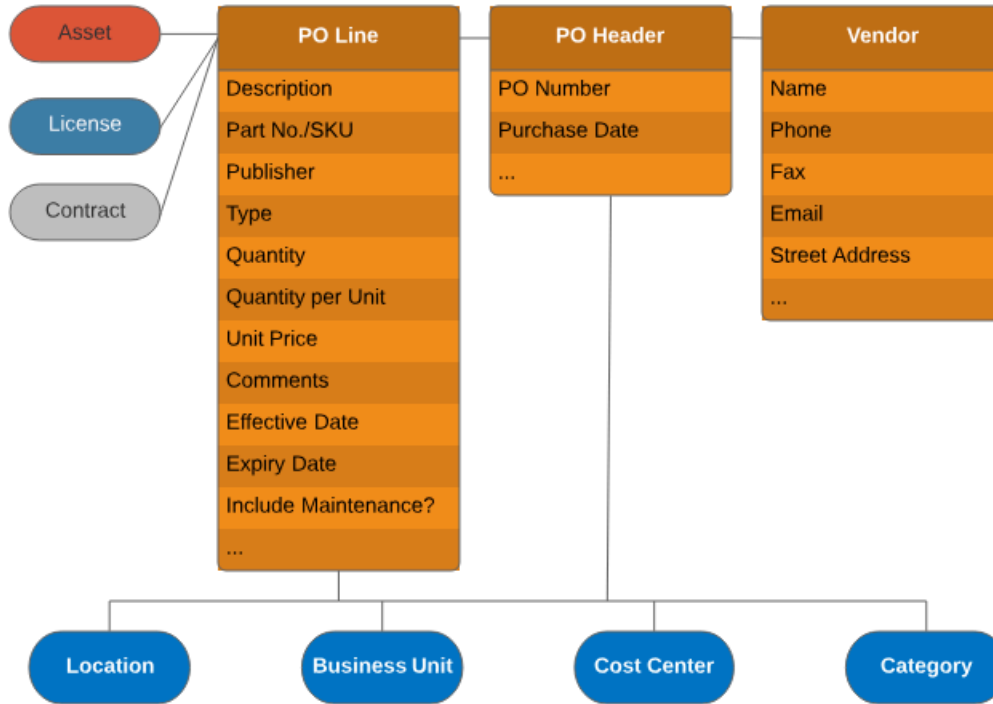 Asset
License
Contract
PO Line
Description
Part No./SKU
Publisher
Type
Quantity
Quantity per Unit
Unit Price
Comments
Effective Date
Expiry Date
Include Maintenance?
...
PO Header
PO Number
Purchase Date
...
Vendor
Name
Phone
Fax
Email
Street Address
...
Location
Business Unit
Cost Center
Category